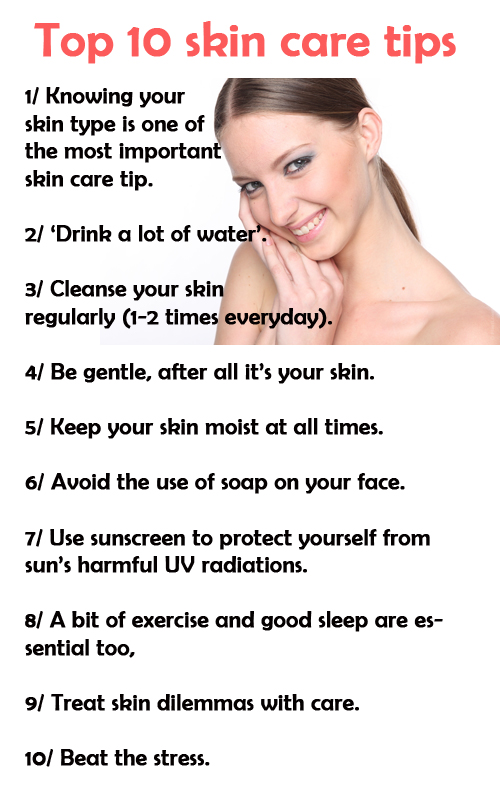 Top 10 skin care tips
1/ Knowing your
skin type is one of
the most important
skin care tip.
2/ ‘Drink a lot of water’.
3/ Cleanse your skin
regularly (1-2 times everyday).
4/ Be gentle, after all it’s your skin.
5/ Keep your skin moist at all times.
6/ Avoid the use of soap on your face.
7/ Use sunscreen to protect yourself from
sun’s harmful UV radiations.
8/ A bit of exercise and good sleep are es-
sential too,
9/ Treat skin dilemmas with care.
10/ Beat the stress.